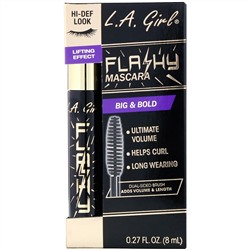 HI-DEF
LOOK
LIFTING
EFFECT
L.A. Girl
FLASHY
MASCARA
BIG & BOLD
• ULTIMATE
VOLUME
• HELPS CURL
• LONG WEARING
DUAL-SIDED BRUSH
ADDS VOLUME & LENGTH
0.27 FL. OZ. (8 mL)
FLASHY